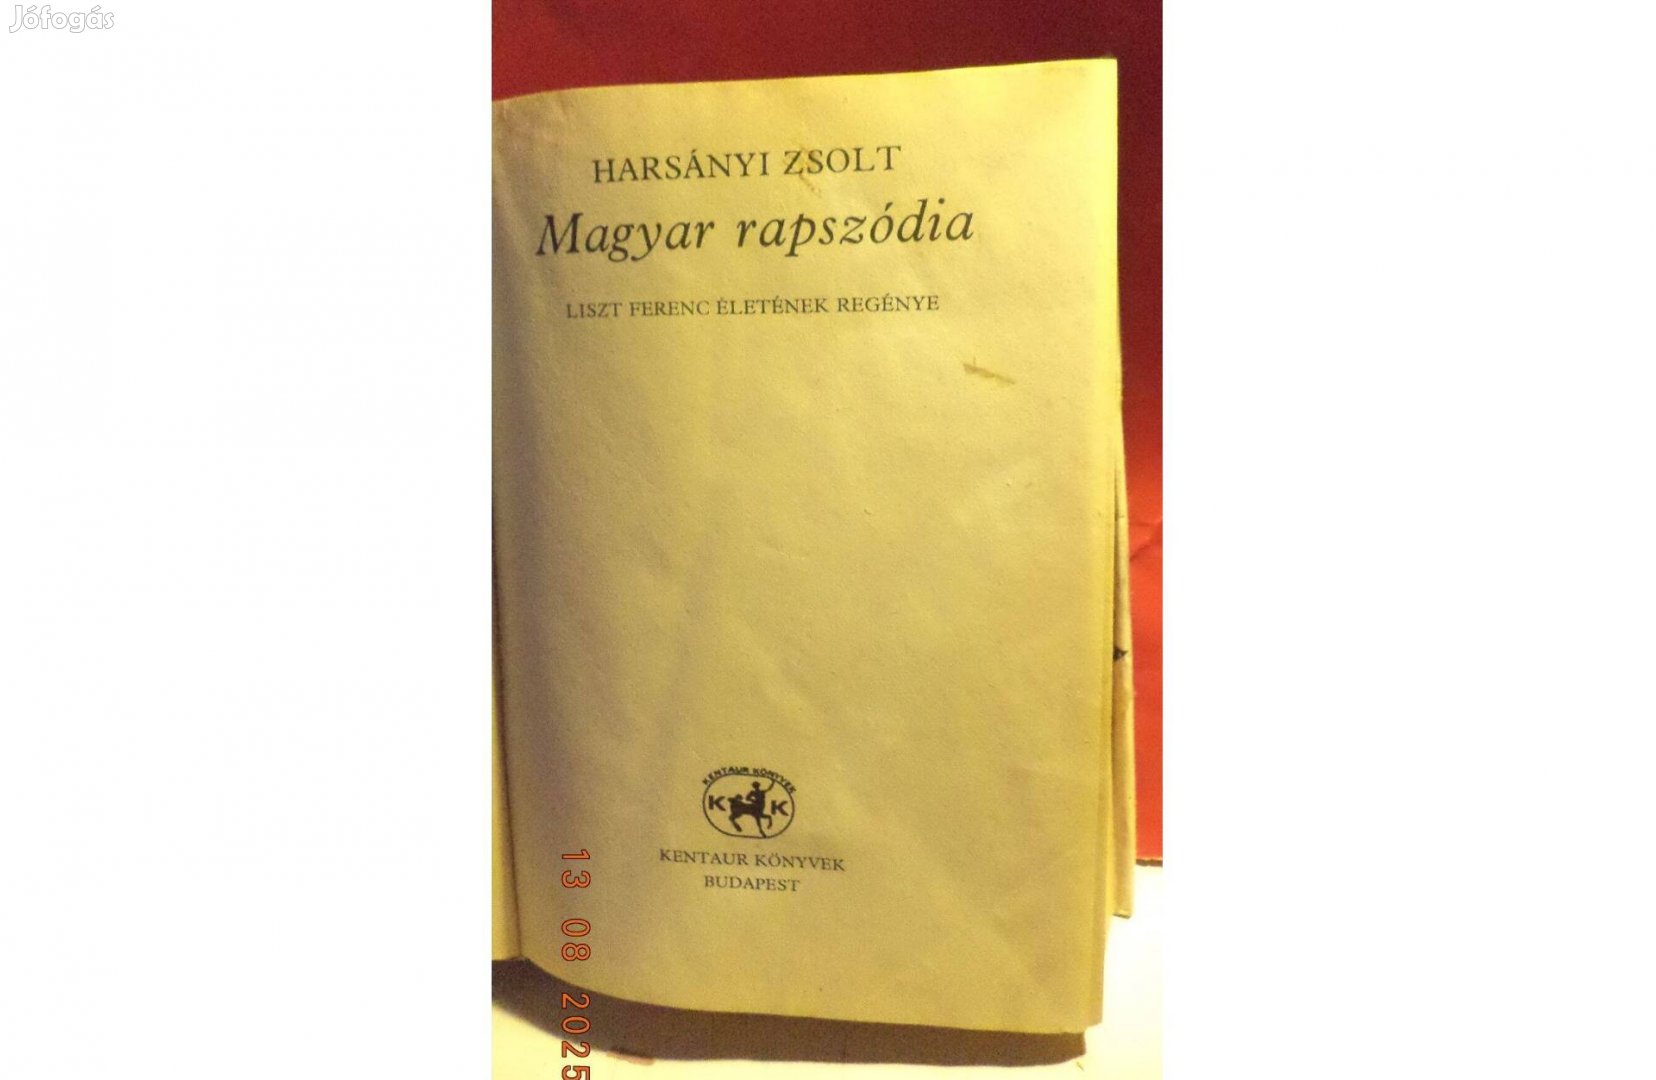 Jófogás
HARSÁNYI ZSOLT
Magyar rapszódia
LISZT FERENC ÉLETÉNEK REGÉNYE
KENTAUR KÖNYVEK
K K
KENTAUR KÖNYVEK
BUDAPEST
13 08 2025